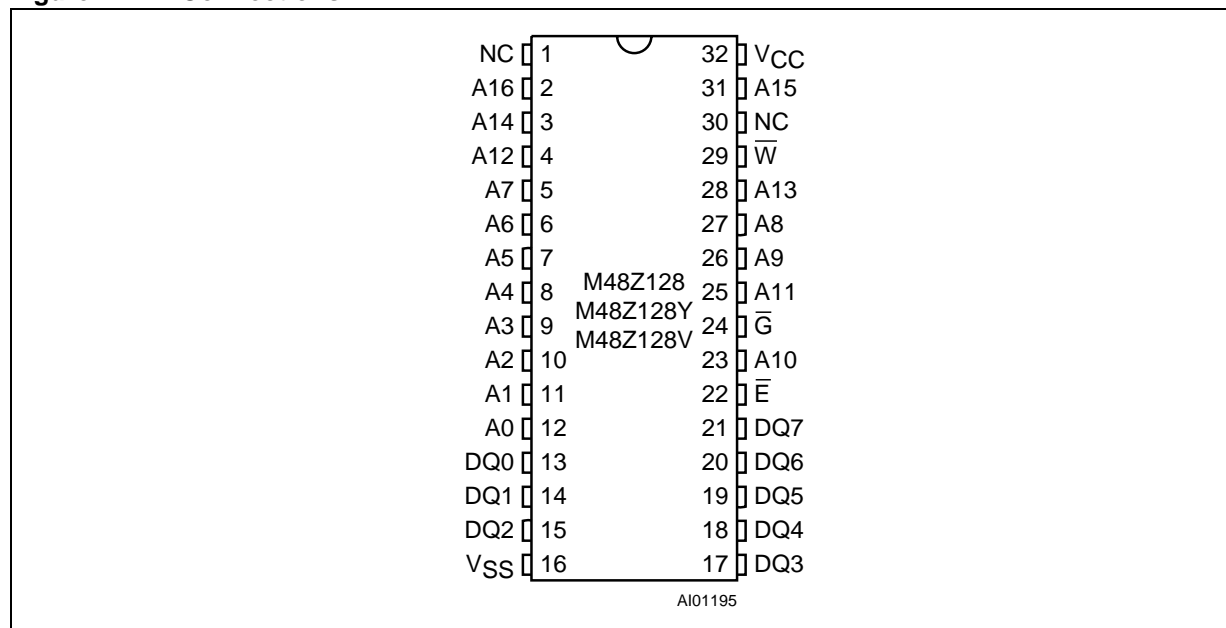 NC 1 32 VCC
A16 2 31 A15
A14 3 30 NC
A12 4 29 W̅
A7 5 28 A13
A6 6 27 A8
A5 7 26 A9
A4 8 M48Z128 25 A11
A3 9 M48Z128Y 24 G̅
M48Z128V
A2 10 23 A10
A1 11 22 E̅
A0 12 21 DQ7
DQ0 13 20 DQ6
DQ1 14 19 DQ5
DQ2 15 18 DQ4
VSS 16 17 DQ3
AI01195